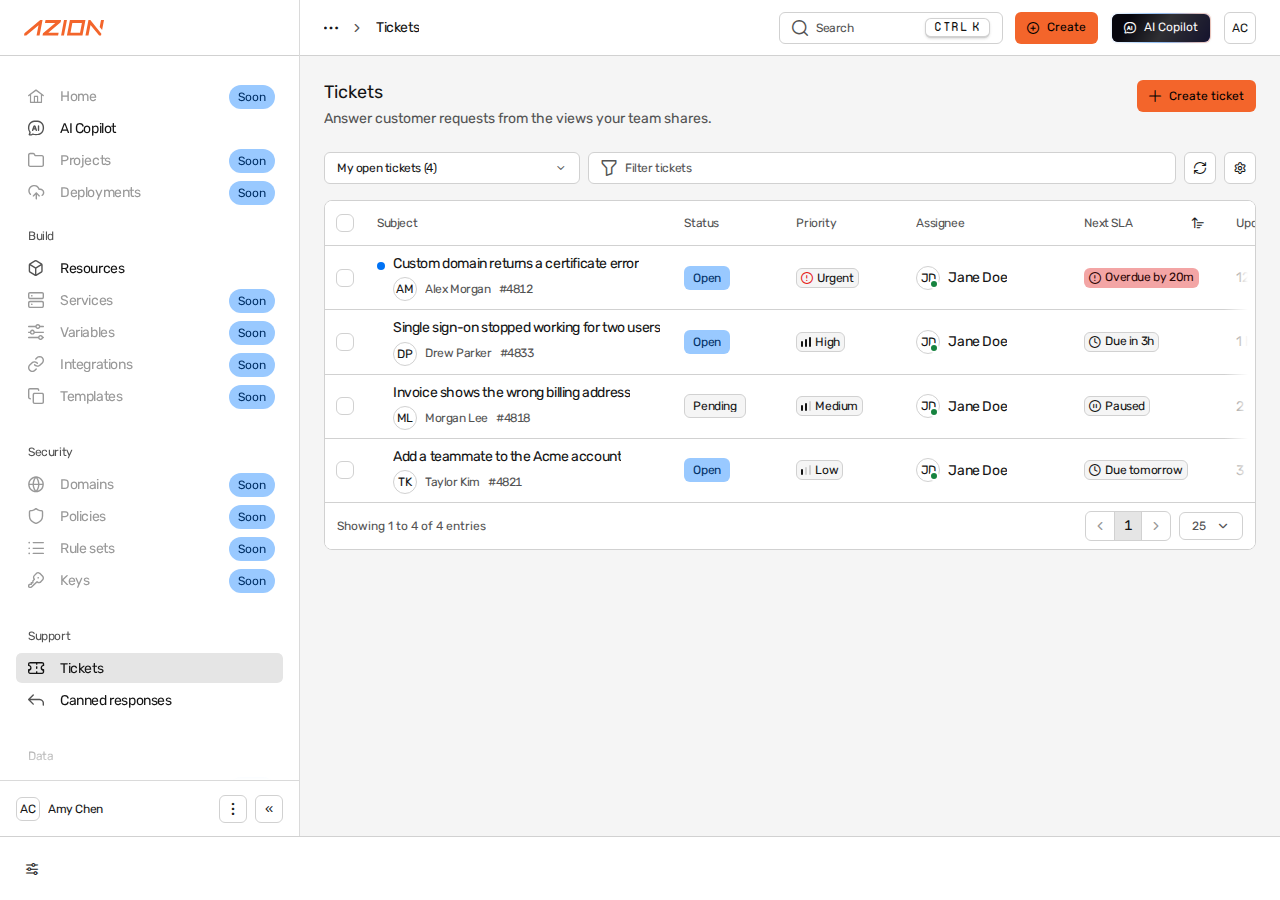 AZION
Tickets
Search
CTRL K
Create
AI Copilot
AC
Home
Soon
AI Copilot
Projects
Soon
Deployments
Soon
Build
Resources
Services
Soon
Variables
Soon
Integrations
Soon
Templates
Soon
Security
Domains
Soon
Policies
Soon
Rule sets
Soon
Keys
Soon
Support
Tickets
Canned responses
Data
AC
Amy Chen
Tickets
Answer customer requests from the views your team shares.
Create ticket
My open tickets (4)
Filter tickets
Subject
Status
Priority
Assignee
Next SLA
Custom domain returns a certificate error
AM
Alex Morgan
#4812
Open
Urgent
Jane Doe
Overdue by 20m
Single sign-on stopped working for two users
DP
Drew Parker
#4833
Open
High
Jane Doe
Due in 3h
Invoice shows the wrong billing address
ML
Morgan Lee
#4818
Pending
Medium
Jane Doe
Paused
Add a teammate to the Acme account
TK
Taylor Kim
#4821
Open
Low
Jane Doe
Due tomorrow
Showing 1 to 4 of 4 entries
1
25